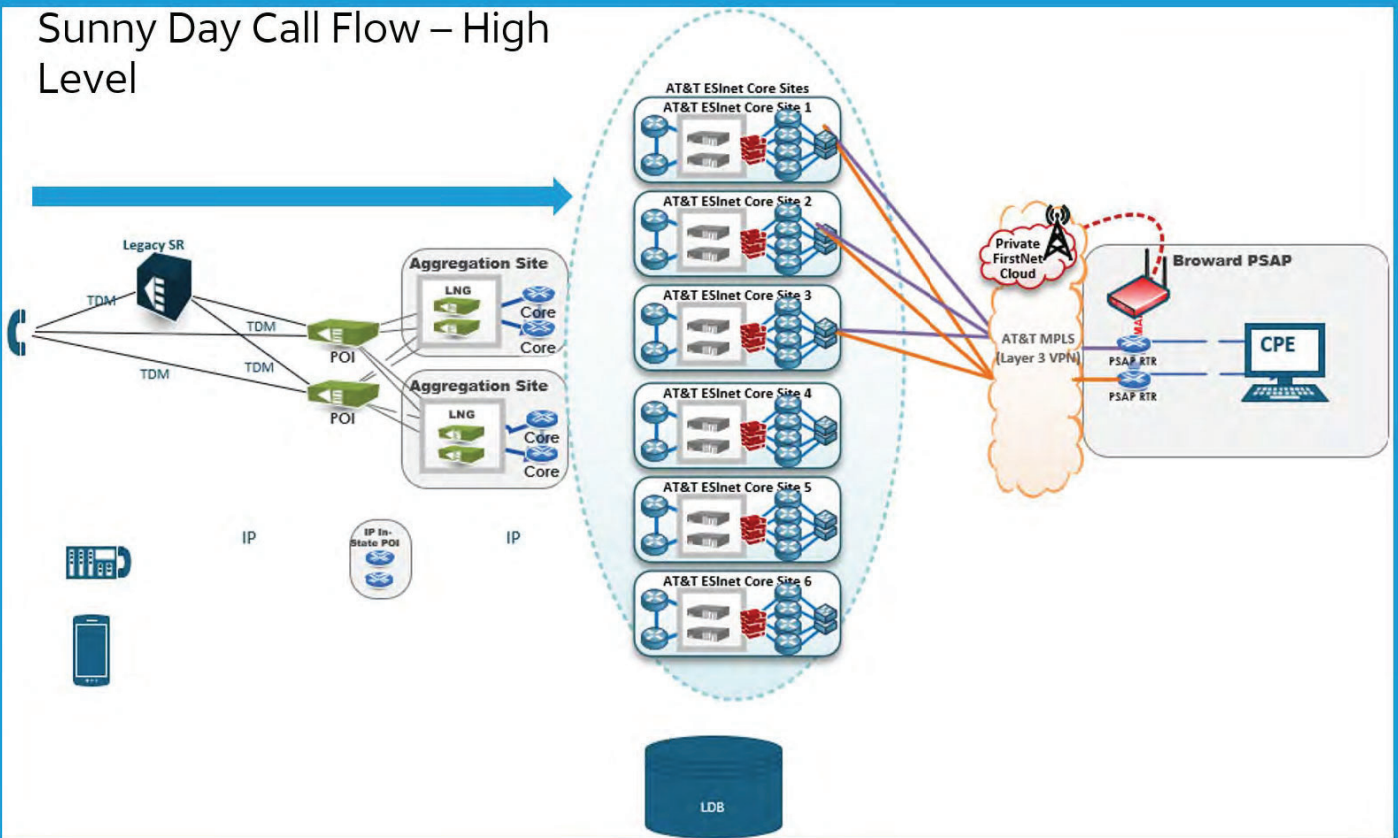 Sunny Day Call Flow – High
Level
AT&T ESInet Core Sites
AT&T ESInet Core Site 1
AT&T ESInet Core Site 2
AT&T ESInet Core Site 3
AT&T ESInet Core Site 4
AT&T ESInet Core Site 5
AT&T ESInet Core Site 6
Legacy SR
TDM
TDM
TDM
TDM
POI
POI
Aggregation Site
LNG
Core
Core
Aggregation Site
LNG
Core
Core
IP
IP In-
State POI
IP
Private
FirstNet
Cloud
AT&T MPLS
(Layer 3 VPN)
Broward PSAP
MA
PSAP RTR
PSAP RTR
CPE
LDB